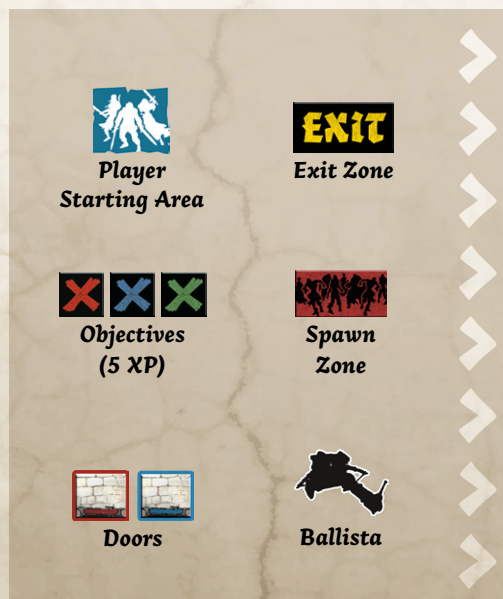 EXIT
Player
Starting Area
Exit Zone
Objectives
(5 XP)
Spawn
Zone
Doors
Ballista